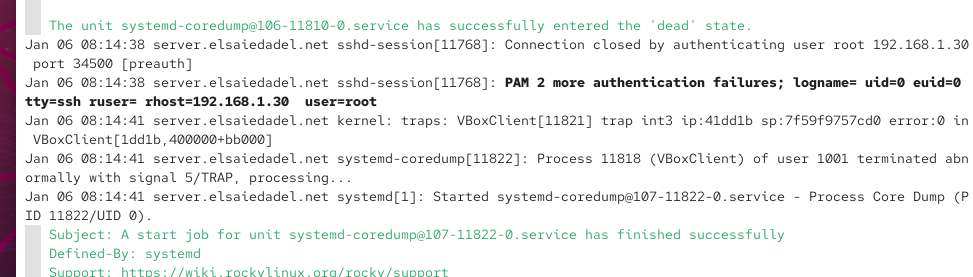 The unit systemd-coredump@106-11810-0.service has successfully entered the 'dead' state.
Jan 06 08:14:38 server.elsaiedadel.net sshd-session[11768]: Connection closed by authenticating user root 192.168.1.30
port 34500 [preauth]
Jan 06 08:14:38 server.elsaiedadel.net sshd-session[11768]: PAM 2 more authentication failures; logname= uid=0 euid=0
tty=ssh ruser= rhost=192.168.1.30  user=root
Jan 06 08:14:41 server.elsaiedadel.net kernel: traps: VBoxClient[11821] trap int3 ip:41dd1b sp:7f59f9757cd0 error:0 in
VBoxClient[1dd1b,400000+bb000]
Jan 06 08:14:41 server.elsaiedadel.net systemd-coredump[11822]: Process 11818 (VBoxClient) of user 1001 terminated abn
ormally with signal 5/TRAP, processing...
Jan 06 08:14:41 server.elsaiedadel.net systemd[1]: Started systemd-coredump@107-11822-0.service - Process Core Dump (P
ID 11822/UID 0).
Subject: A start job for unit systemd-coredump@107-11822-0.service has finished successfully
Defined-By: systemd
Support: https://wiki.rockylinux.org/rocky/support